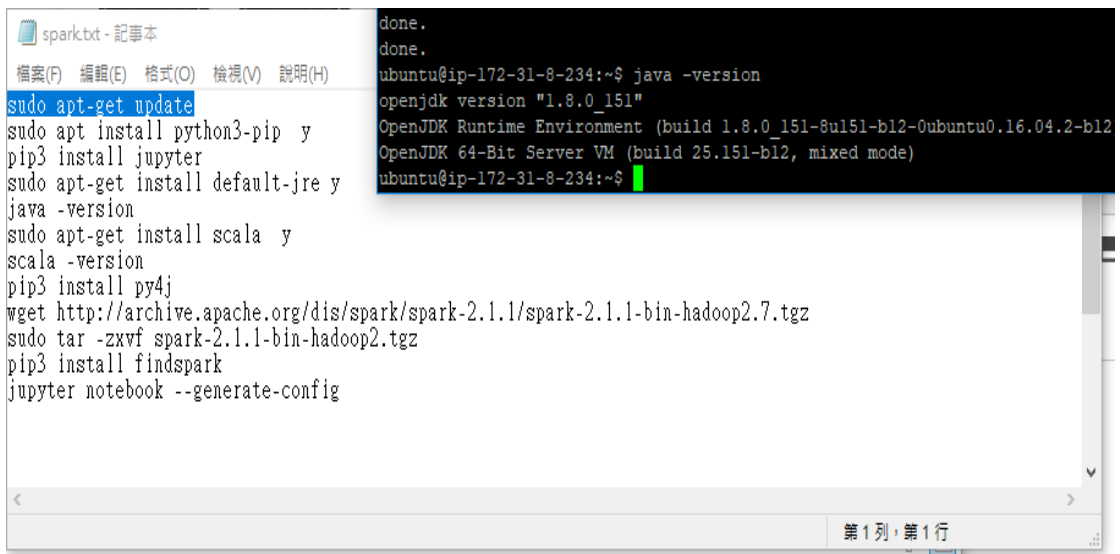 spark.txt - 記事本
檔案(F) 編輯(E) 格式(O) 檢視(V) 說明(H)
sudo apt-get update
sudo apt install python3-pip  y
pip3 install jupyter
sudo apt-get install default-jre y
java -version
sudo apt-get install scala  y
scala -version
pip3 install py4j
wget http://archive.apache.org/dis/spark/spark-2.1.1/spark-2.1.1-bin-hadoop2.7.tgz
sudo tar -zxvf spark-2.1.1-bin-hadoop2.tgz
pip3 install findspark
jupyter notebook --generate-config
第1列，第1行
done.
done.
ubuntu@ip-172-31-8-234:~$ java -version
openjdk version "1.8.0_151"
OpenJDK Runtime Environment (build 1.8.0_151-8u151-b12-0ubuntu0.16.04.2-b12
OpenJDK 64-Bit Server VM (build 25.151-b12, mixed mode)
ubuntu@ip-172-31-8-234:~$